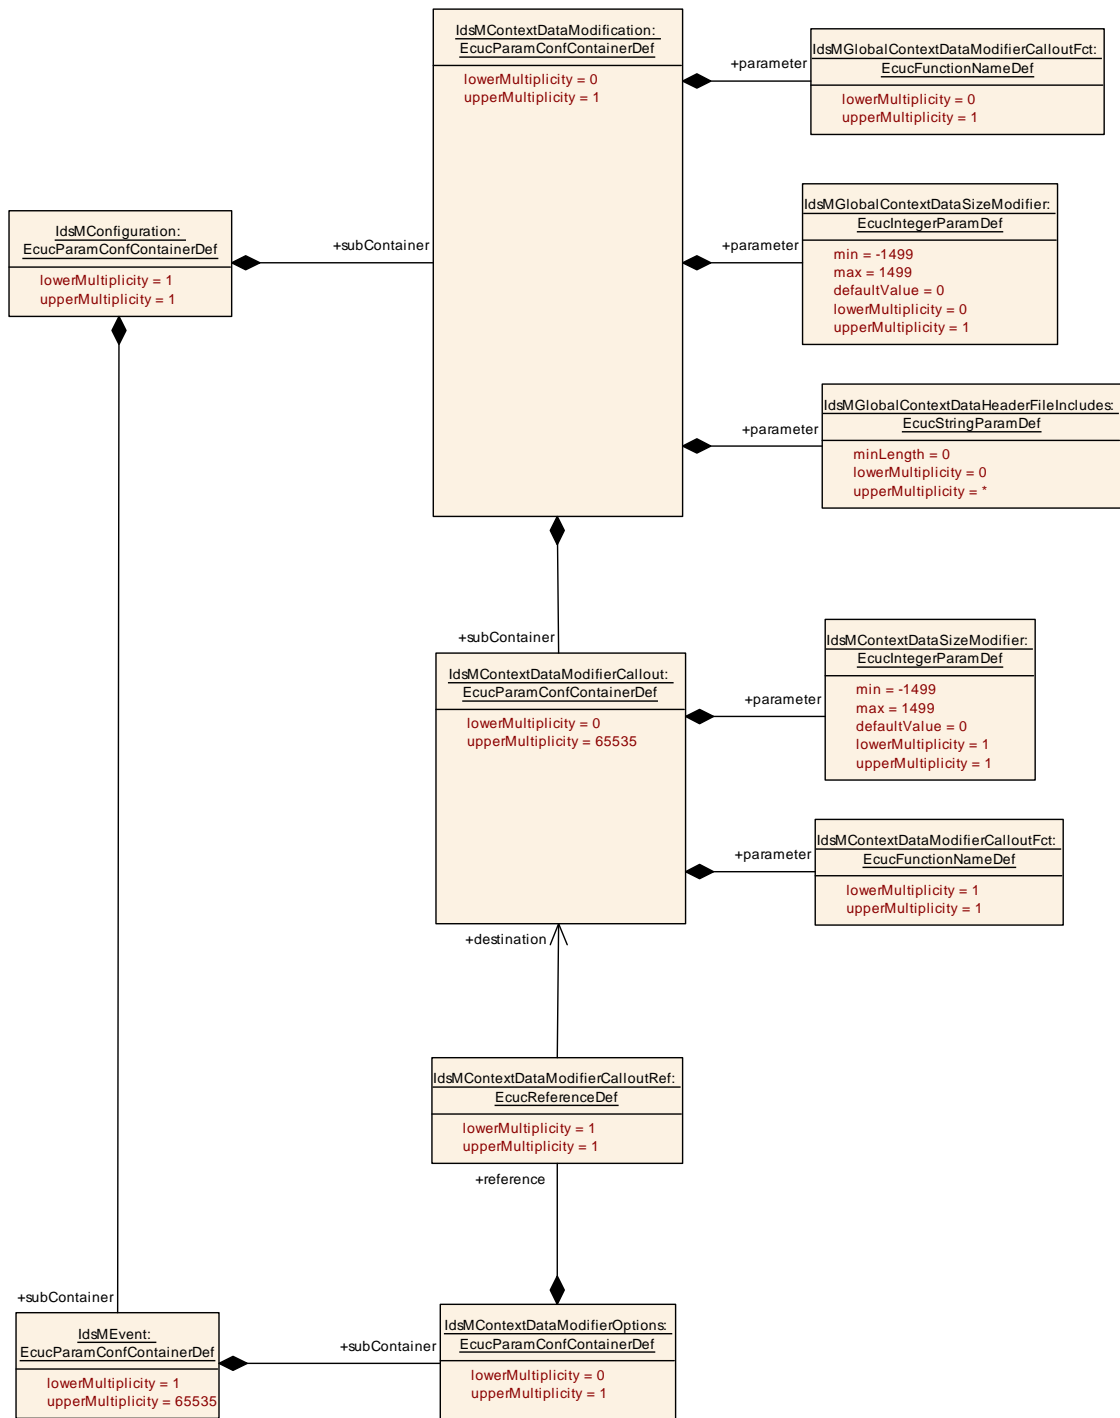 IdsMContextDataModification:
EcucParamConfContainerDef
lowerMultiplicity = 0
upperMultiplicity = 1
+parameter
IdsMGlobalContextDataModifierCalloutFct:
EcucFunctionNameDef
lowerMultiplicity = 0
upperMultiplicity = 1
IdsMConfiguration:
EcucParamConfContainerDef
lowerMultiplicity = 1
upperMultiplicity = 1
+subContainer
+parameter
IdsMGlobalContextDataSizeModifier:
EcucIntegerParamDef
min = -1499
max = 1499
defaultValue = 0
lowerMultiplicity = 0
upperMultiplicity = 1
+parameter
IdsMGlobalContextDataHeaderFileIncludes:
EcucStringParamDef
minLength = 0
lowerMultiplicity = 0
upperMultiplicity = *
+subContainer
IdsMContextDataModifierCallout:
EcucParamConfContainerDef
lowerMultiplicity = 0
upperMultiplicity = 65535
+parameter
IdsMContextDataSizeModifier:
EcucIntegerParamDef
min = -1499
max = 1499
defaultValue = 0
lowerMultiplicity = 1
upperMultiplicity = 1
+parameter
IdsMContextDataModifierCalloutFct:
EcucFunctionNameDef
lowerMultiplicity = 1
upperMultiplicity = 1
+destination
IdsMContextDataModifierCalloutRef:
EcucReferenceDef
lowerMultiplicity = 1
upperMultiplicity = 1
+reference
+subContainer
IdsMEvent:
EcucParamConfContainerDef
lowerMultiplicity = 1
upperMultiplicity = 65535
+subContainer
IdsMContextDataModifierOptions:
EcucParamConfContainerDef
lowerMultiplicity = 0
upperMultiplicity = 1